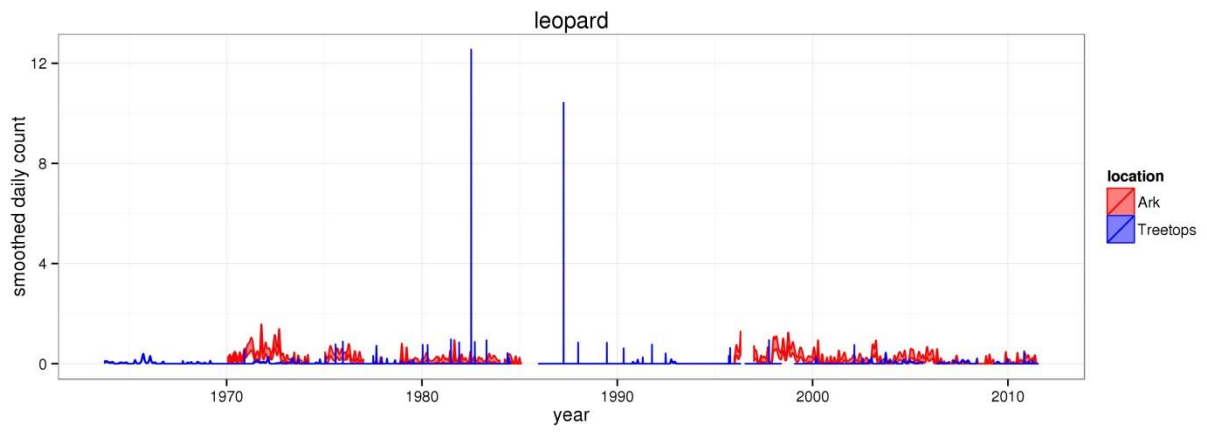 leopard
smoothed daily count
12
8
4
0
1970 1980 1990 2000 2010
year
location
Ark
Treetops